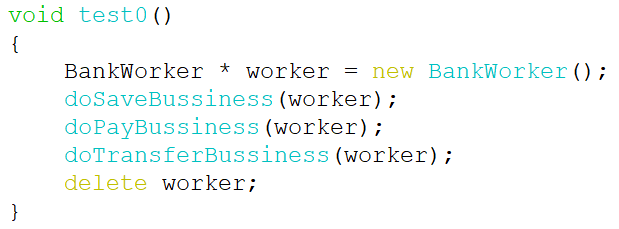 void test0()
{
    BankWorker * worker = new BankWorker();
    doSaveBussiness(worker);
    doPayBussiness(worker);
    doTransferBussiness(worker);
    delete worker;
}